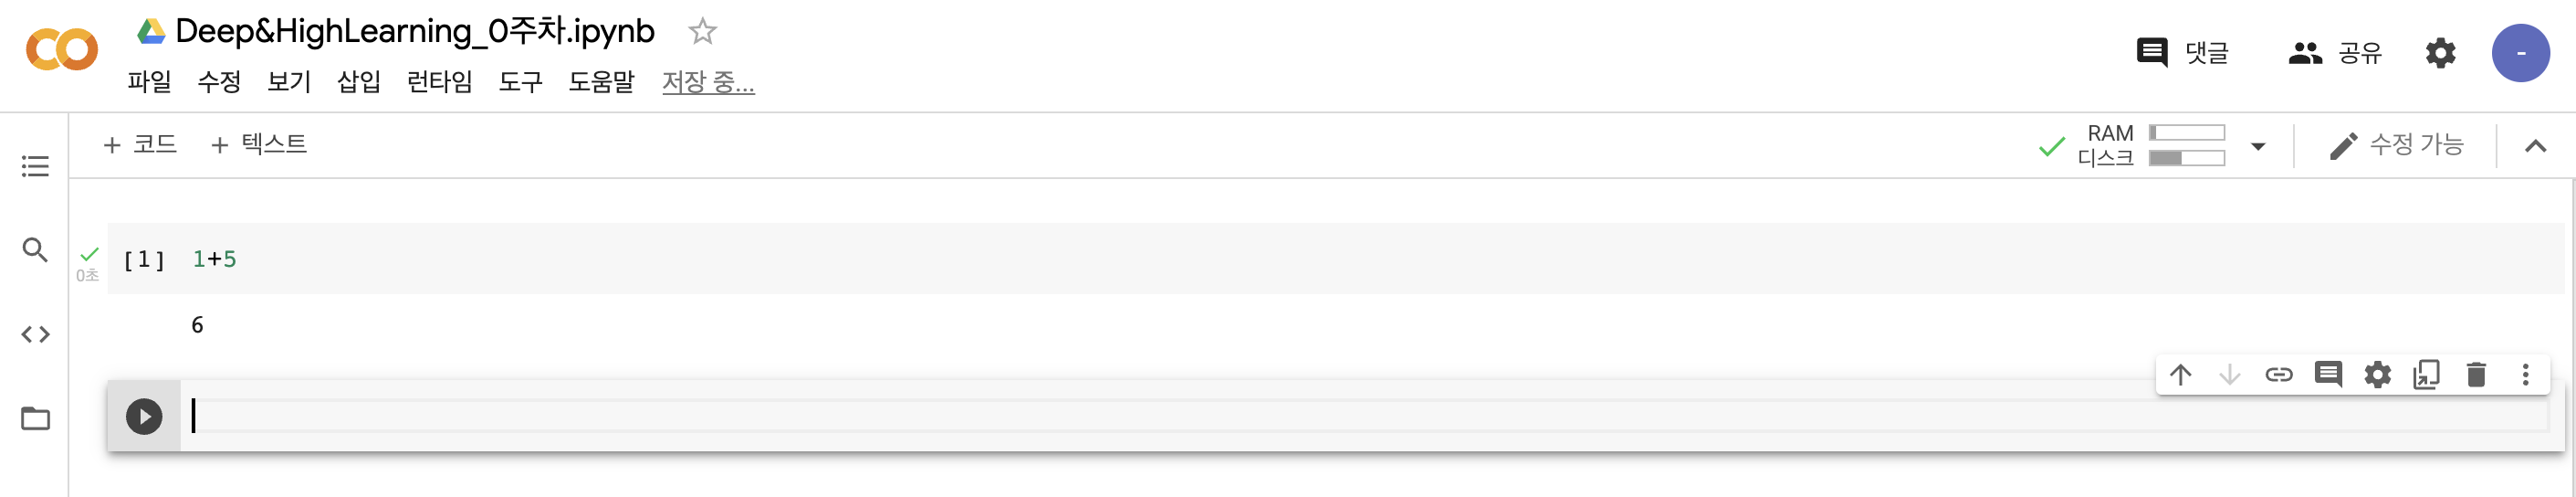 Deep&HighLearning_0주차.ipynb
댓글 공유 -
파일 수정 보기 삽입 런타임 도구 도움말 저장 중...
+ 코드 + 텍스트
RAM
디스크
수정 가능
[1] 1+5
0초
6